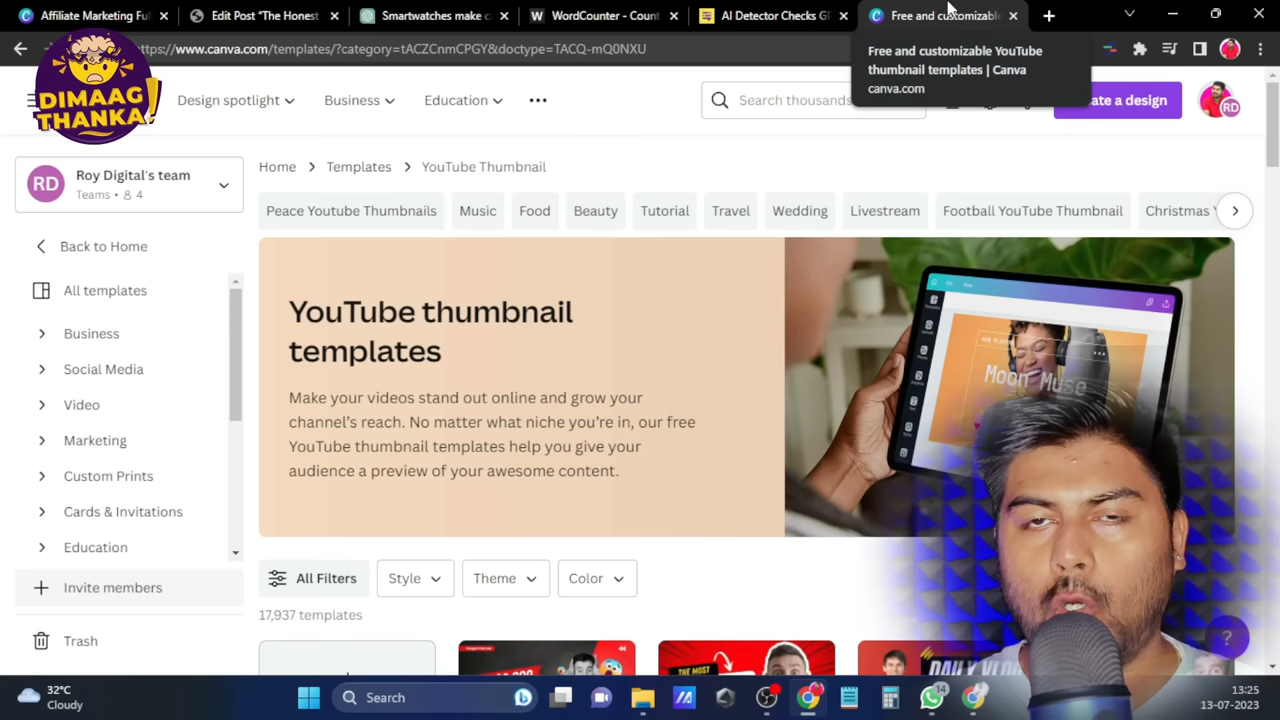 Affiliate Marketing Ful
Edit Post "The Honest
Smartwatches make c
WordCounter - Count
AI Detector Checks GP
Free and customizable
https://www.canva.com/templates/?category=tACZCnmCPGY&doctype=TACQ-mQ0NXU
Free and customizable YouTube
thumbnail templates | Canva
canva.com
DIMAAG
THANKA!
Design spotlight
Business
Education
Search thousands
ate a design
RD
RD
Roy Digital's team
Teams • 4
Home > Templates > YouTube Thumbnail
Peace Youtube Thumbnails
Music
Food
Beauty
Tutorial
Travel
Wedding
Livestream
Football YouTube Thumbnail
Christmas
Back to Home
All templates
Business
Social Media
Video
Marketing
Custom Prints
Cards & Invitations
Education
Invite members
Trash
YouTube thumbnail
templates
Make your videos stand out online and grow your
channel's reach. No matter what niche you're in, our free
YouTube thumbnail templates help you give your
audience a preview of your awesome content.
Moon Muse
All Filters
Style
Theme
Color
17,937 templates
THE MOST
DAILY VLOG
?
32°C
Cloudy
Search
14
13:25
13-07-2023